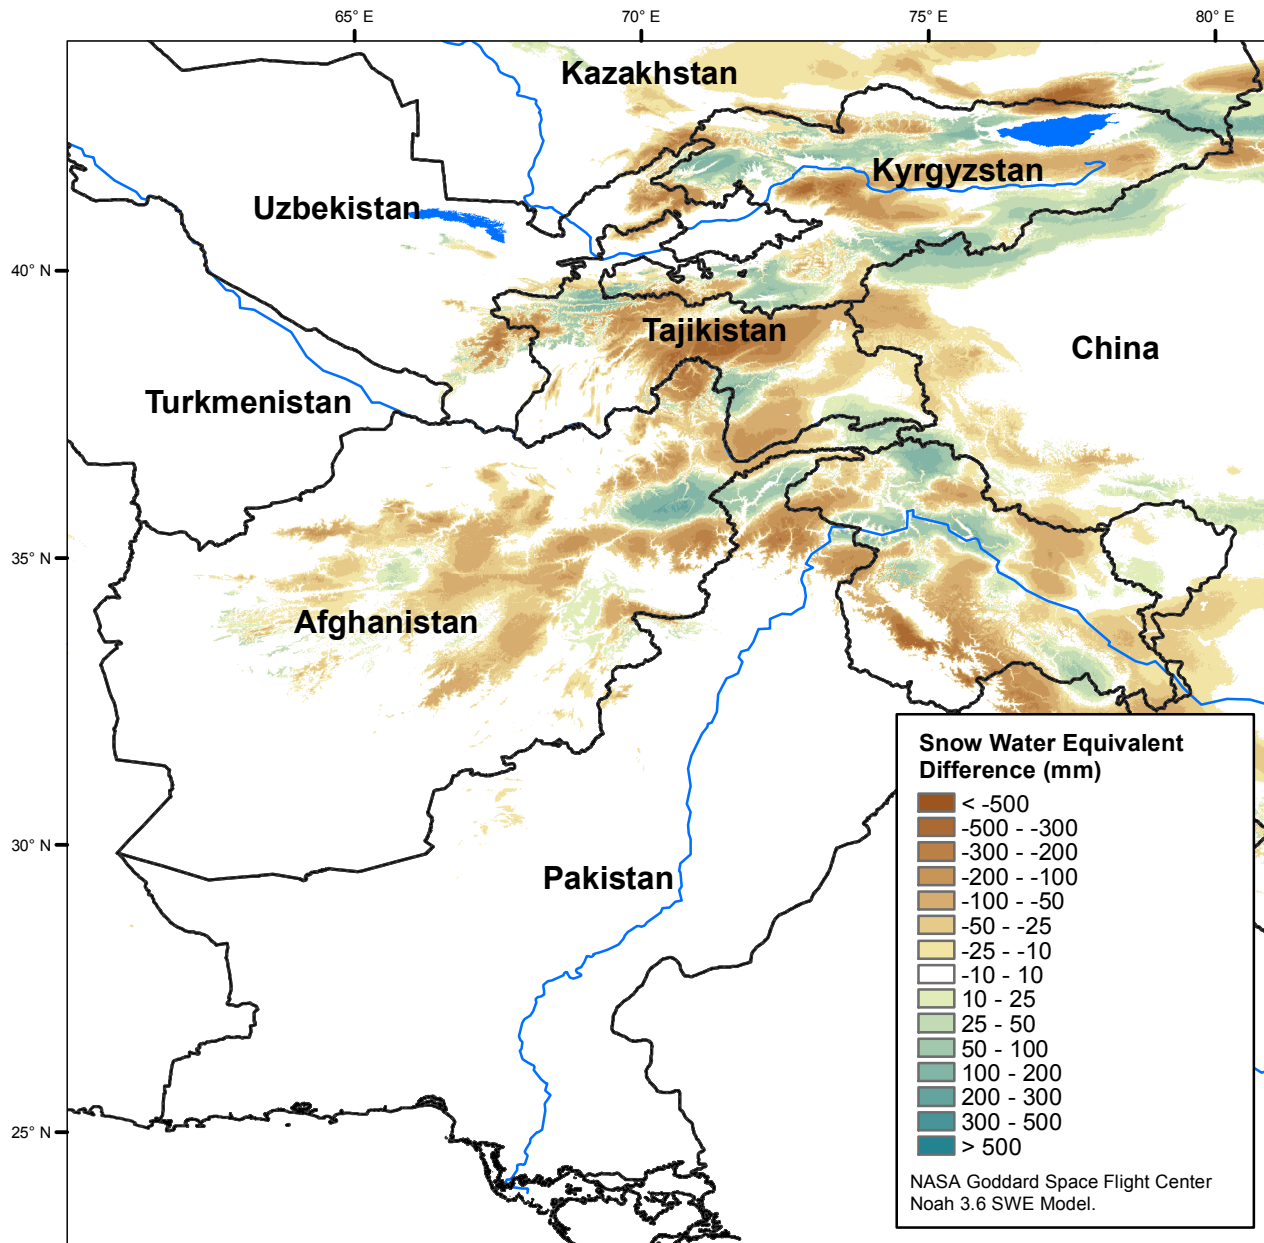 65° E
70° E
75° E
80° E
Kazakhstan
Kyrgyzstan
Uzbekistan
40° N
Tajikistan
China
Turkmenistan
35° N
Afghanistan
Snow Water Equivalent
Difference (mm)
< -500
-500 - -300
-300 - -200
-200 - -100
-100 - -50
-50 - -25
-25 - -10
-10 - 10
10 - 25
25 - 50
50 - 100
100 - 200
200 - 300
300 - 500
> 500
NASA Goddard Space Flight Center
Noah 3.6 SWE Model.
30° N
Pakistan
25° N